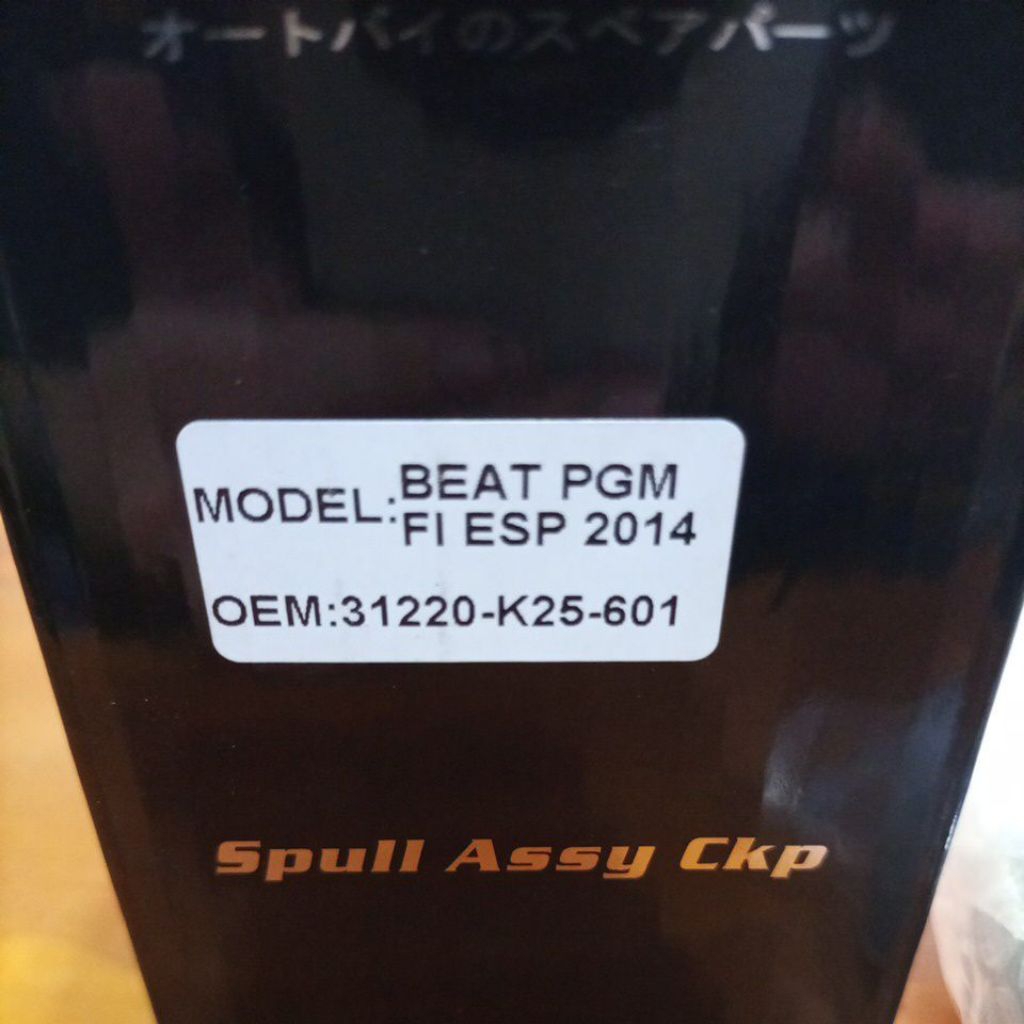 オートバイのスペアパーツ
MODEL:BEAT PGM
FI ESP 2014
OEM:31220-K25-601
Spull Assy Ckp